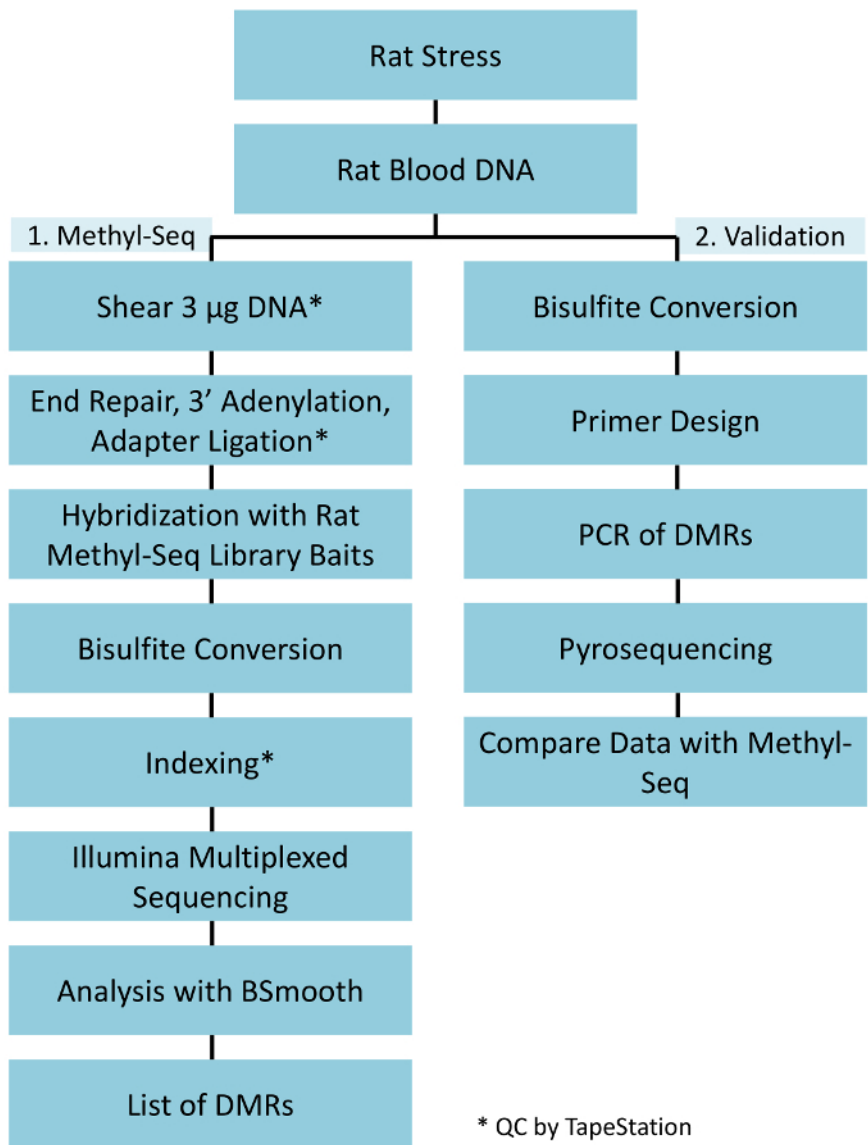 Rat Stress
Rat Blood DNA
1. Methyl-Seq
2. Validation
Shear 3 µg DNA*
End Repair, 3’ Adenylation,
Adapter Ligation*
Hybridization with Rat
Methyl-Seq Library Baits
Bisulfite Conversion
Indexing*
Illumina Multiplexed
Sequencing
Analysis with BSmooth
List of DMRs
Bisulfite Conversion
Primer Design
PCR of DMRs
Pyrosequencing
Compare Data with Methyl-
Seq
* QC by TapeStation